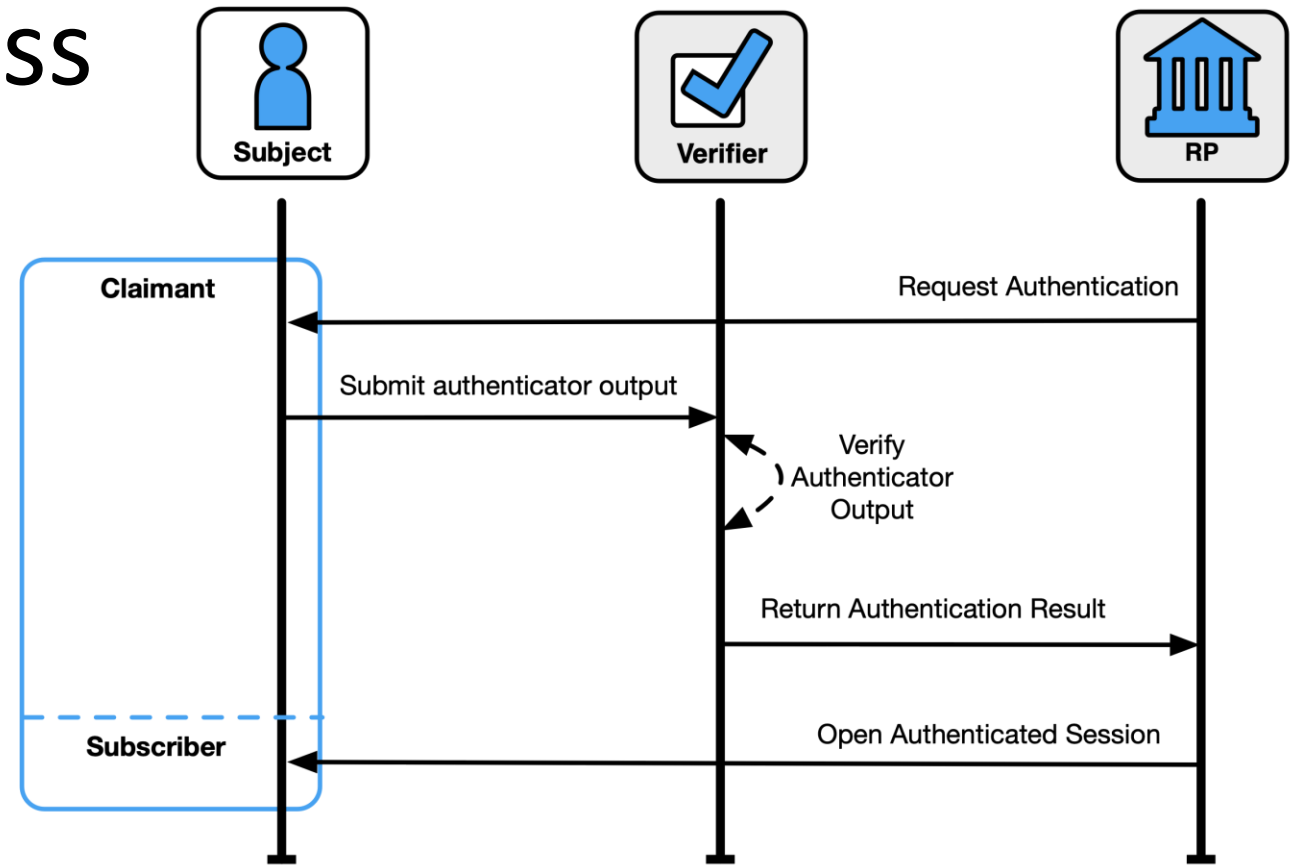 ss
Subject
Verifier
RP
Claimant
Request Authentication
Submit authenticator output
Verify
Authenticator
Output
Return Authentication Result
Subscriber
Open Authenticated Session